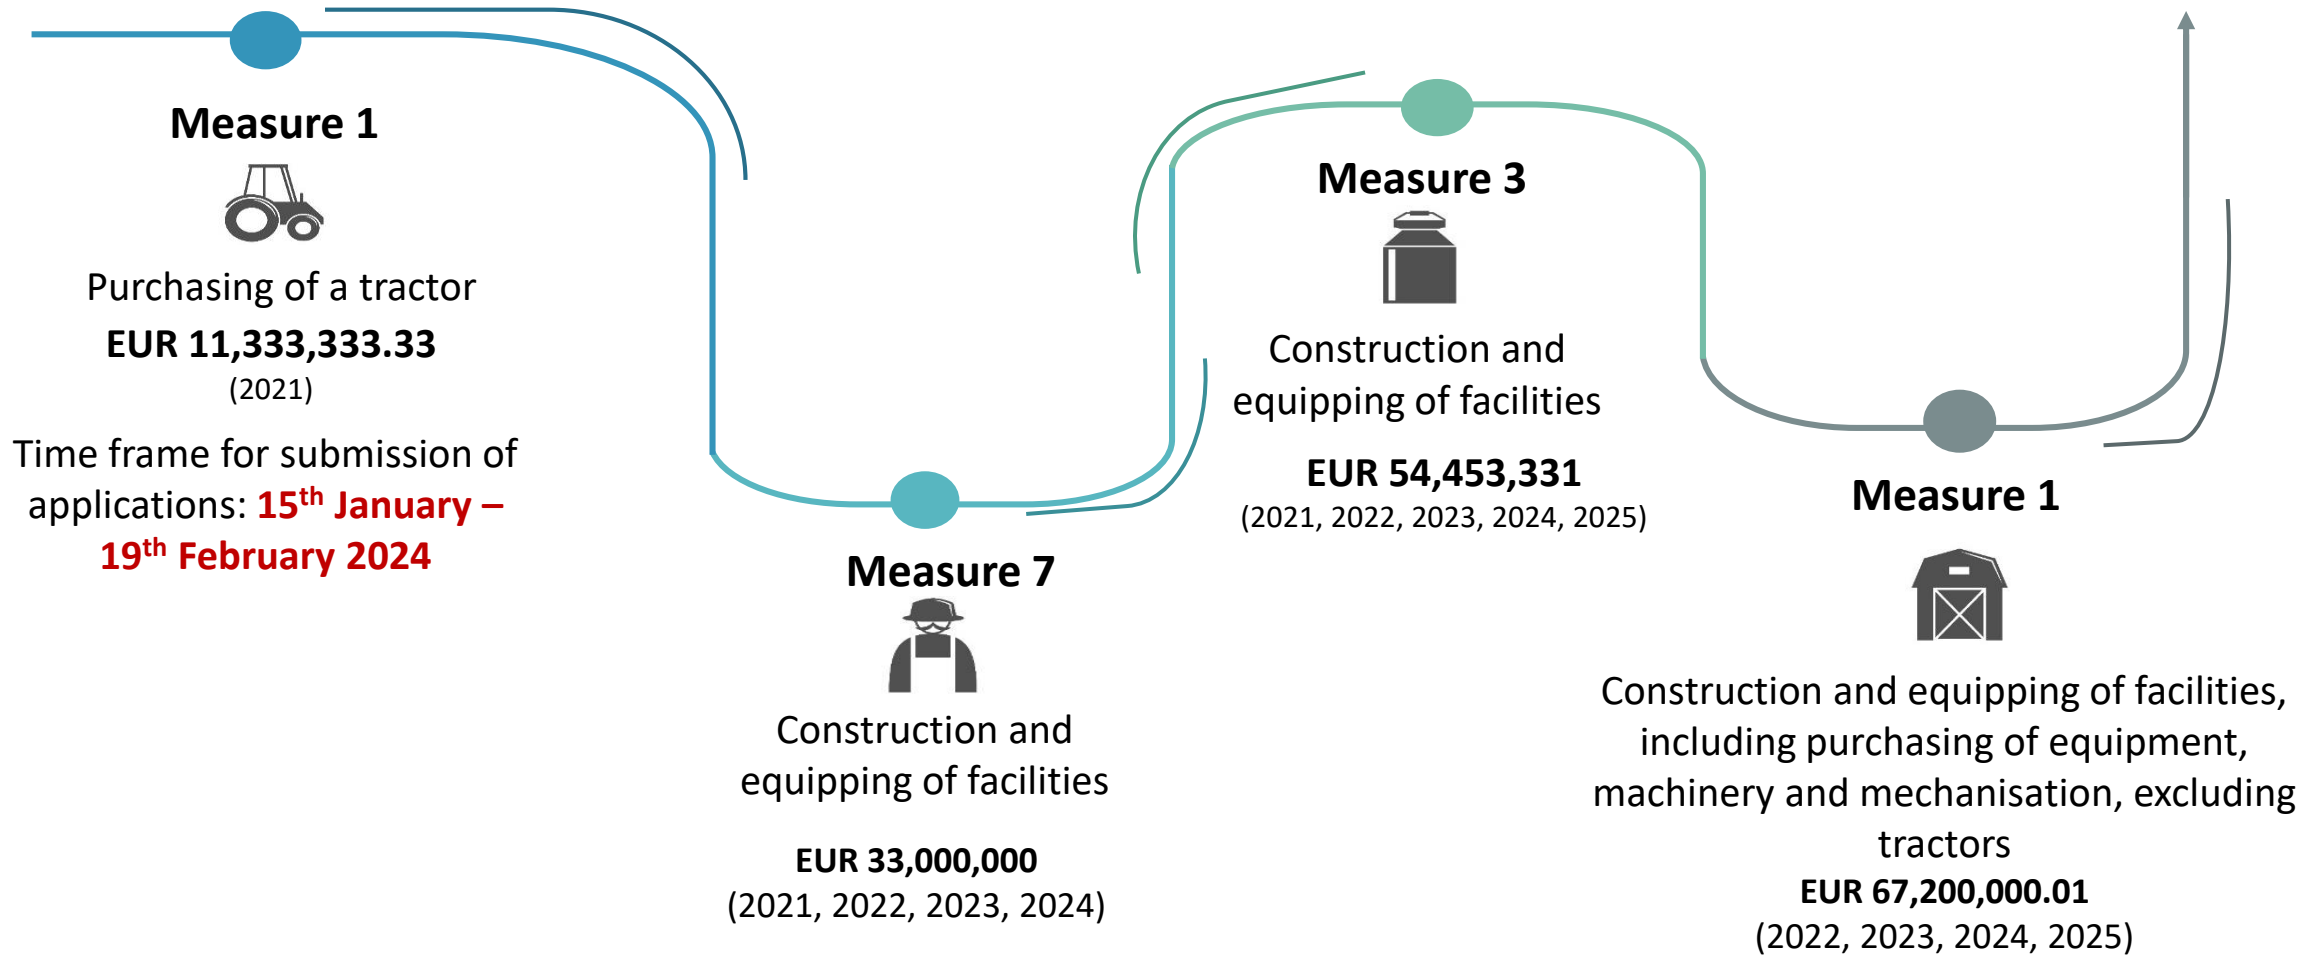 Measure 1
Purchasing of a tractor
EUR 11,333,333.33
(2021)
Time frame for submission of
applications: 15th January –
19th February 2024
Measure 7
Construction and
equipping of facilities
EUR 33,000,000
(2021, 2022, 2023, 2024)
Measure 3
Construction and
equipping of facilities
EUR 54,453,331
(2021, 2022, 2023, 2024, 2025)
Measure 1
Construction and equipping of facilities,
including purchasing of equipment,
machinery and mechanisation, excluding
tractors
EUR 67,200,000.01
(2022, 2023, 2024, 2025)